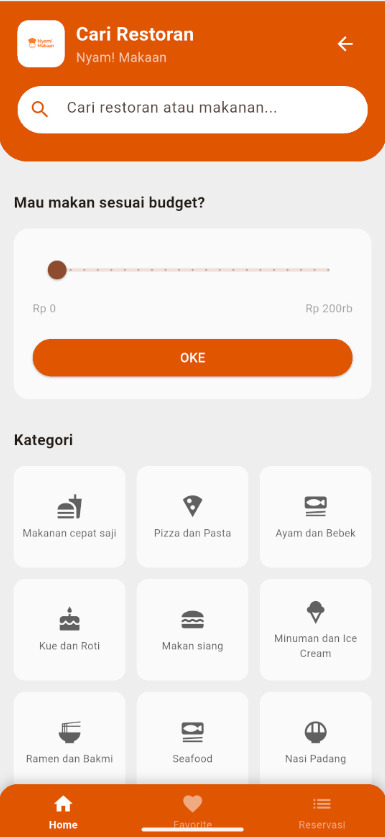 Nyam!
Makaan
Cari Restoran
Nyam! Makaan
Cari restoran atau makanan...
Mau makan sesuai budget?
Rp 0
Rp 200rb
OKE
Kategori
Makanan cepat saji
Pizza dan Pasta
Ayam dan Bebek
Kue dan Roti
Makan siang
Minuman dan Ice
Cream
Ramen dan Bakmi
Seafood
Nasi Padang
Home
Favorite
Reservasi